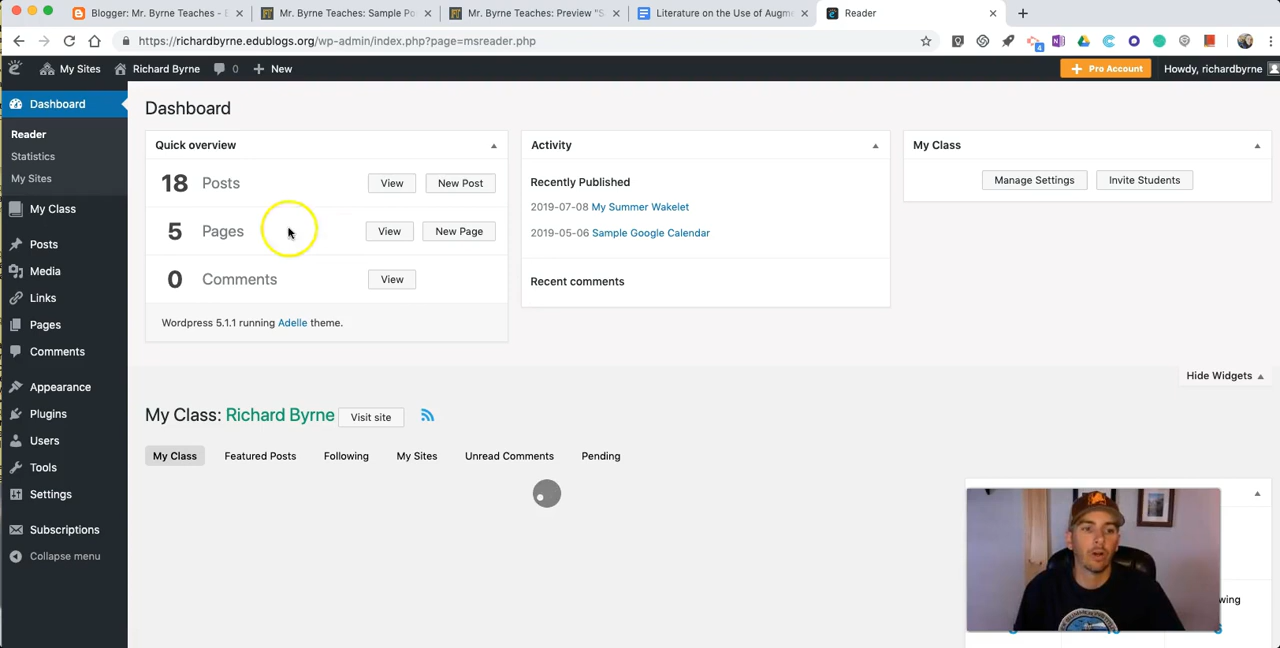 Blogger: Mr. Byrne Teaches - E
Mr. Byrne Teaches: Sample Po
Mr. Byrne Teaches: Preview "S
Literature on the Use of Augme
Reader
https://richardbyrne.edublogs.org/wp-admin/index.php?page=msreader.php
4
My Sites
Richard Byrne
0
New
Pro Account
Howdy, richardbyrne
Dashboard
Reader
Statistics
My Sites
My Class
Posts
Media
Links
Pages
Comments
Appearance
Plugins
Users
Tools
Settings
Subscriptions
Collapse menu
Dashboard
Quick overview
18 Posts View New Post
5 Pages View New Page
0 Comments View
Wordpress 5.1.1 running Adelle theme.
Activity
Recently Published
2019-07-08 My Summer Wakelet
2019-05-06 Sample Google Calendar
Recent comments
My Class
Manage Settings Invite Students
Hide Widgets
My Class: Richard Byrne Visit site
My Class Featured Posts Following My Sites Unread Comments Pending
wing